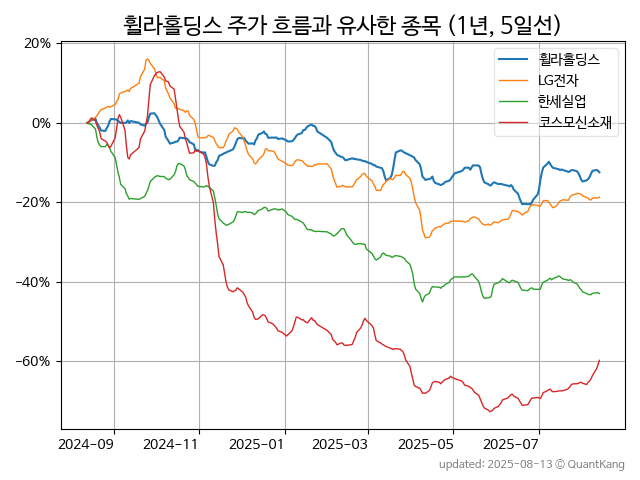 휠라홀딩스 주가 흐름과 유사한 종목 (1년, 5일선)
20%
0%
−20%
−40%
−60%
휠라홀딩스
LG전자
한세실업
코스모신소재
2024-09
2024-11
2025-01
2025-03
2025-05
2025-07
updated: 2025-08-13 © QuantKang